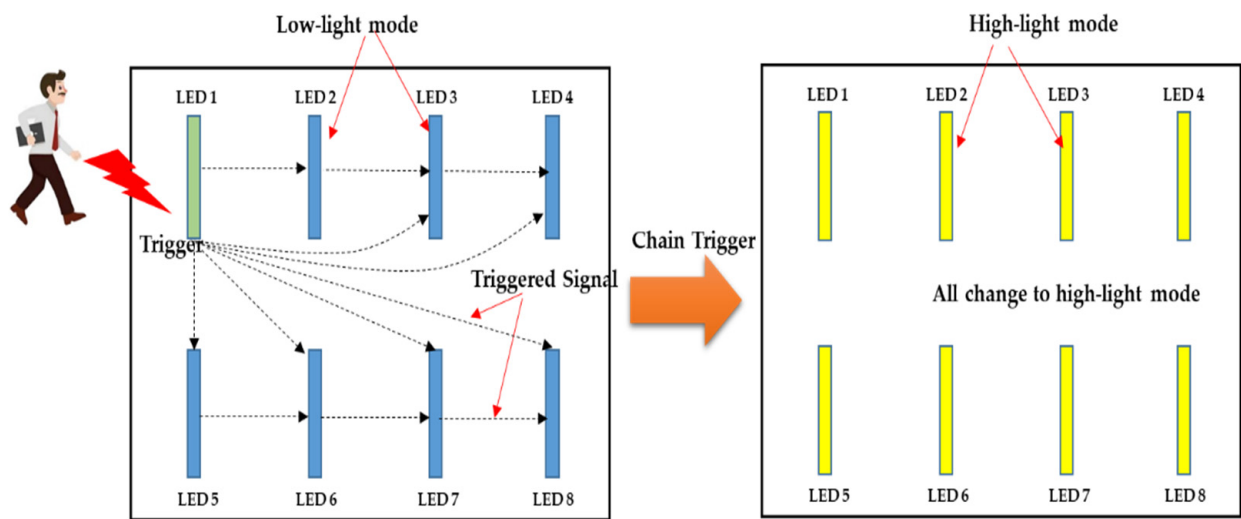 Low-light mode
High-light mode
LED 1
LED 2
LED 3
LED 4
LED 1
LED 2
LED 3
LED 4
Trigger
Triggered Signal
Chain Trigger
All change to high-light mode
LED 5
LED 6
LED 7
LED 8
LED 5
LED 6
LED 7
LED 8